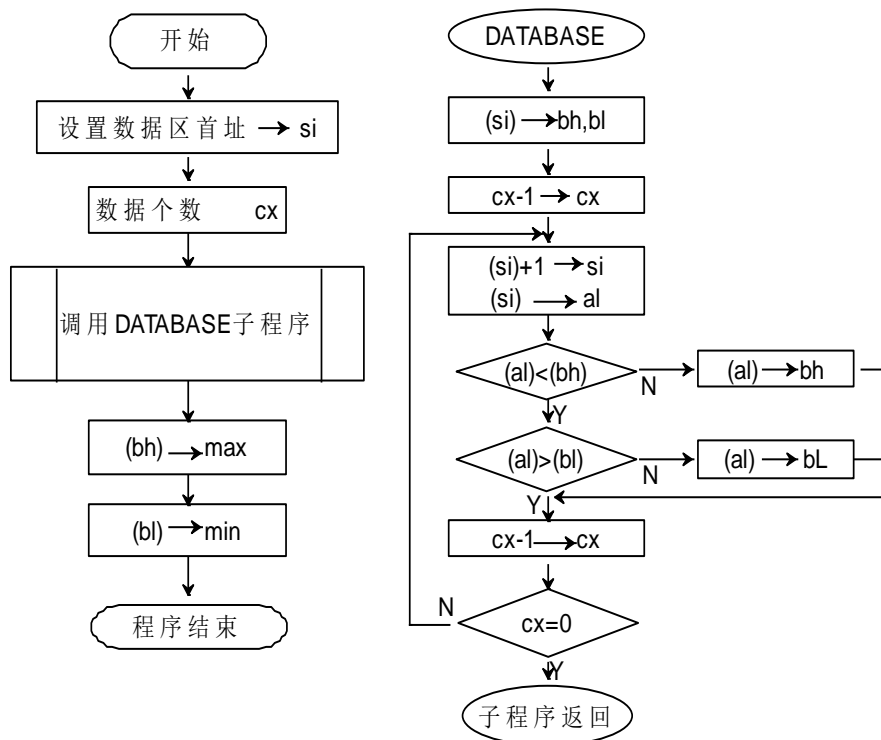 开始
设置数据区首址 → si
数据个数 cx
调用DATABASE子程序
(bh) → max
(bl) → min
程序结束
DATABASE
(si) → bh,bl
cx-1 → cx
(si)+1 → si
(si) → al
(al)<(bh)
N
(al) → bh
Y
(al)>(bl)
N
(al) → bL
Y
cx-1 → cx
N
cx=0
Y
子程序返回